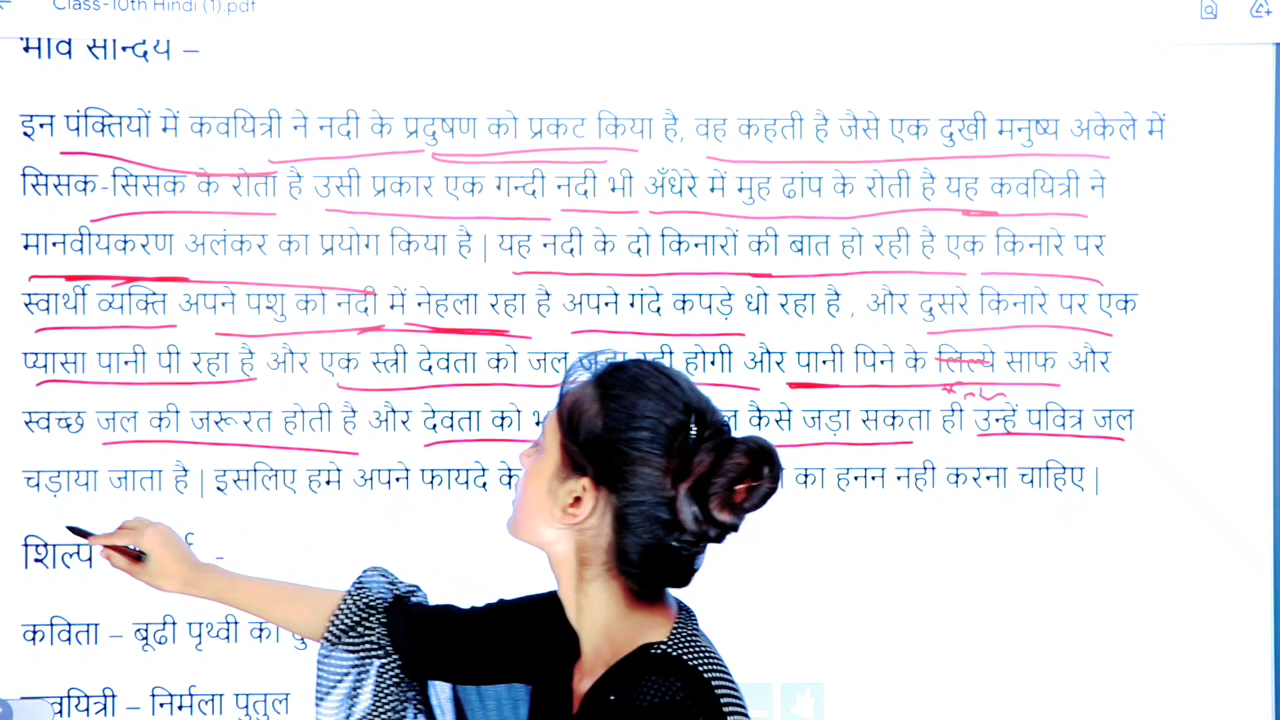 Class-10th Hindi (1).pdf
भाव सौन्दर्य –
इन पंक्तियों में कवयित्री ने नदी के प्रदुषण को प्रकट किया है, वह कहती है जैसे एक दुखी मनुष्य अकेले में
सिसक-सिसक के रोता है उसी प्रकार एक गन्दी नदी भी अँधेरे में मुह ढांप के रोती है यह कवयित्री ने
मानवीयकरण अलंकर का प्रयोग किया है | यह नदी के दो किनारों की बात हो रही है एक किनारे पर
स्वार्थी व्यक्ति अपने पशु को नदी में नेहला रहा है अपने गंदे कपड़े धो रहा है , और दुसरे किनारे पर एक
प्यासा पानी पी रहा है और एक स्त्री देवता को जल होगी और पानी पिने के लिल्ये साफ और
स्वच्छ जल की जरूरत होती है और देवता को कैसे जड़ा सकता ही उन्हें पवित्र जल
चड़ाया जाता है | इसलिए हमे अपने फायदे के का हनन नही करना चाहिए |
शिल्प –
कविता – बूढी पृथ्वी का
कवयित्री – निर्मला पुतुल